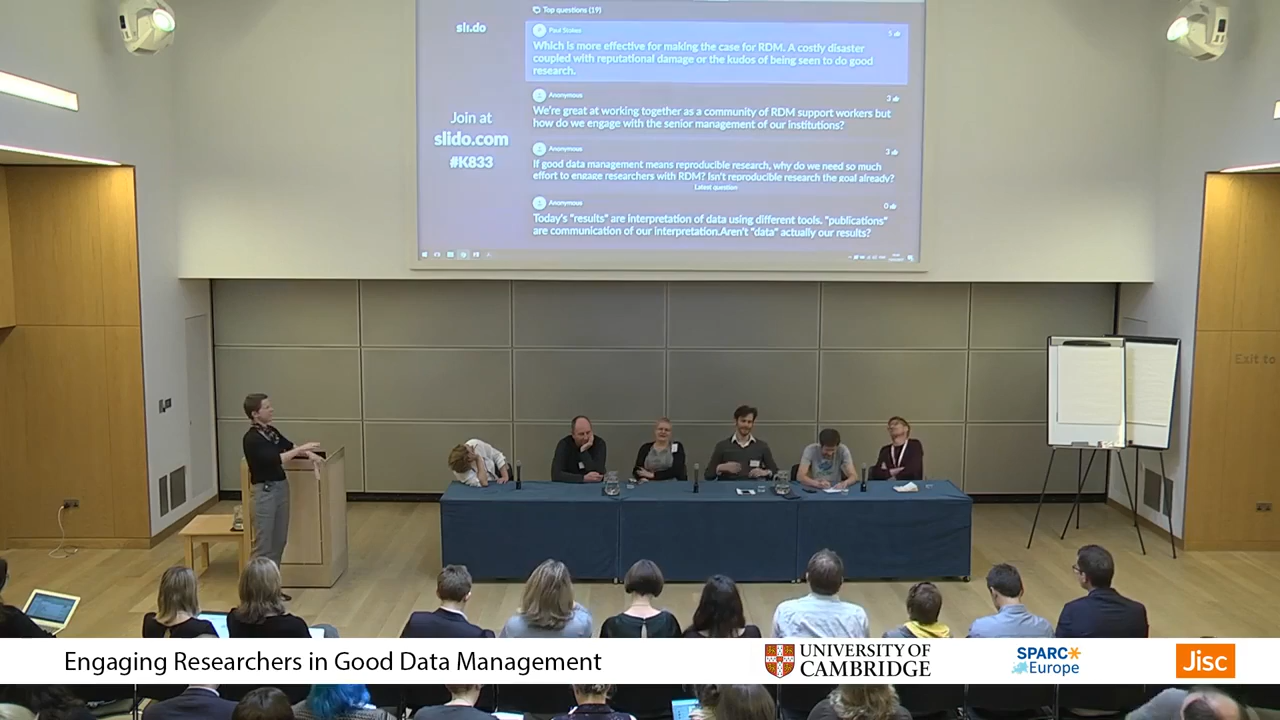 Top questions (19)
sli.do
Paul Stokes
Which is more effective for making the case for RDM. A costly disaster
coupled with reputational damage or the kudos of being seen to do good
research.
Anonymous
3
We're great at working together as a community of RDM support workers but
how do we engage with the senior management of our institutions?
Join at
slido.com
#K833
Anonymous
3
If good data management means reproducible research, why do we need so much
effort to engage researchers with RDM? Isn't reproducible research the goal already?
Latest question
Anonymous
0
Today's "results" are interpretation of data using different tools. "publications"
are communication of our interpretation.Aren't "data" actually our results?
Exit to
Engaging Researchers in Good Data Management
UNIVERSITY OF
CAMBRIDGE
SPARC
Europe
Jisc